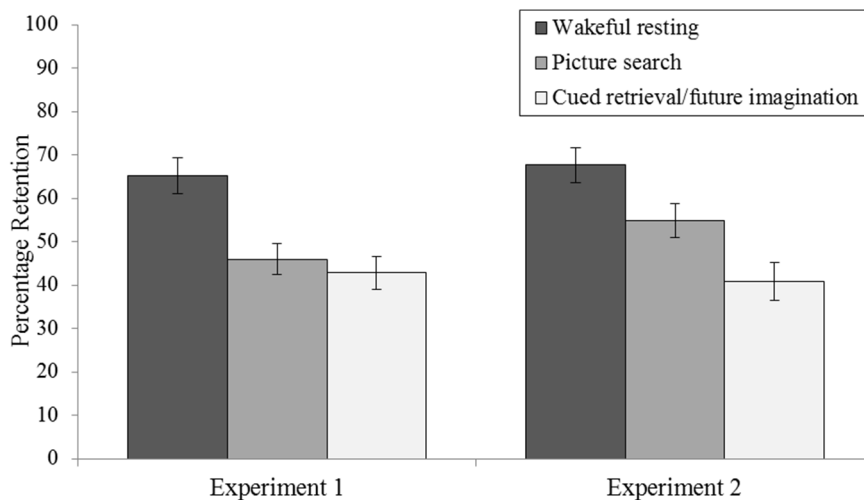 100
90
80
70
60
50
40
30
20
10
0
Percentage Retention
Wakeful resting
Picture search
Cued retrieval/future imagination
Experiment 1
Experiment 2